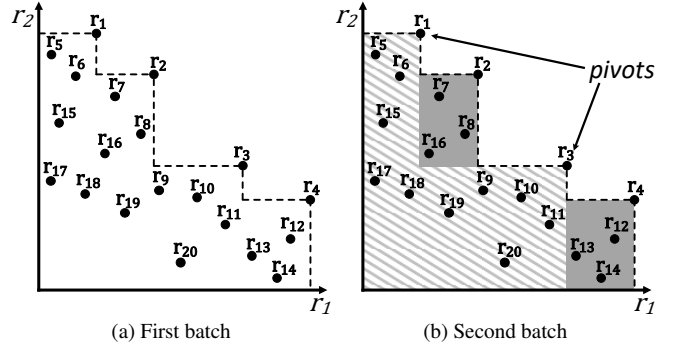 r2
r1
r5
r6
r2
r7
r15
r8
r16
r3
r17
r18
r9
r10
r4
r19
r11
r12
r20
r13
r14
r1
(a) First batch
r2
r1
r5
r6
r2
pivots
r7
r15
r8
r16
r3
r17
r18
r9
r10
r4
r19
r11
r12
r20
r13
r14
r1
(b) Second batch